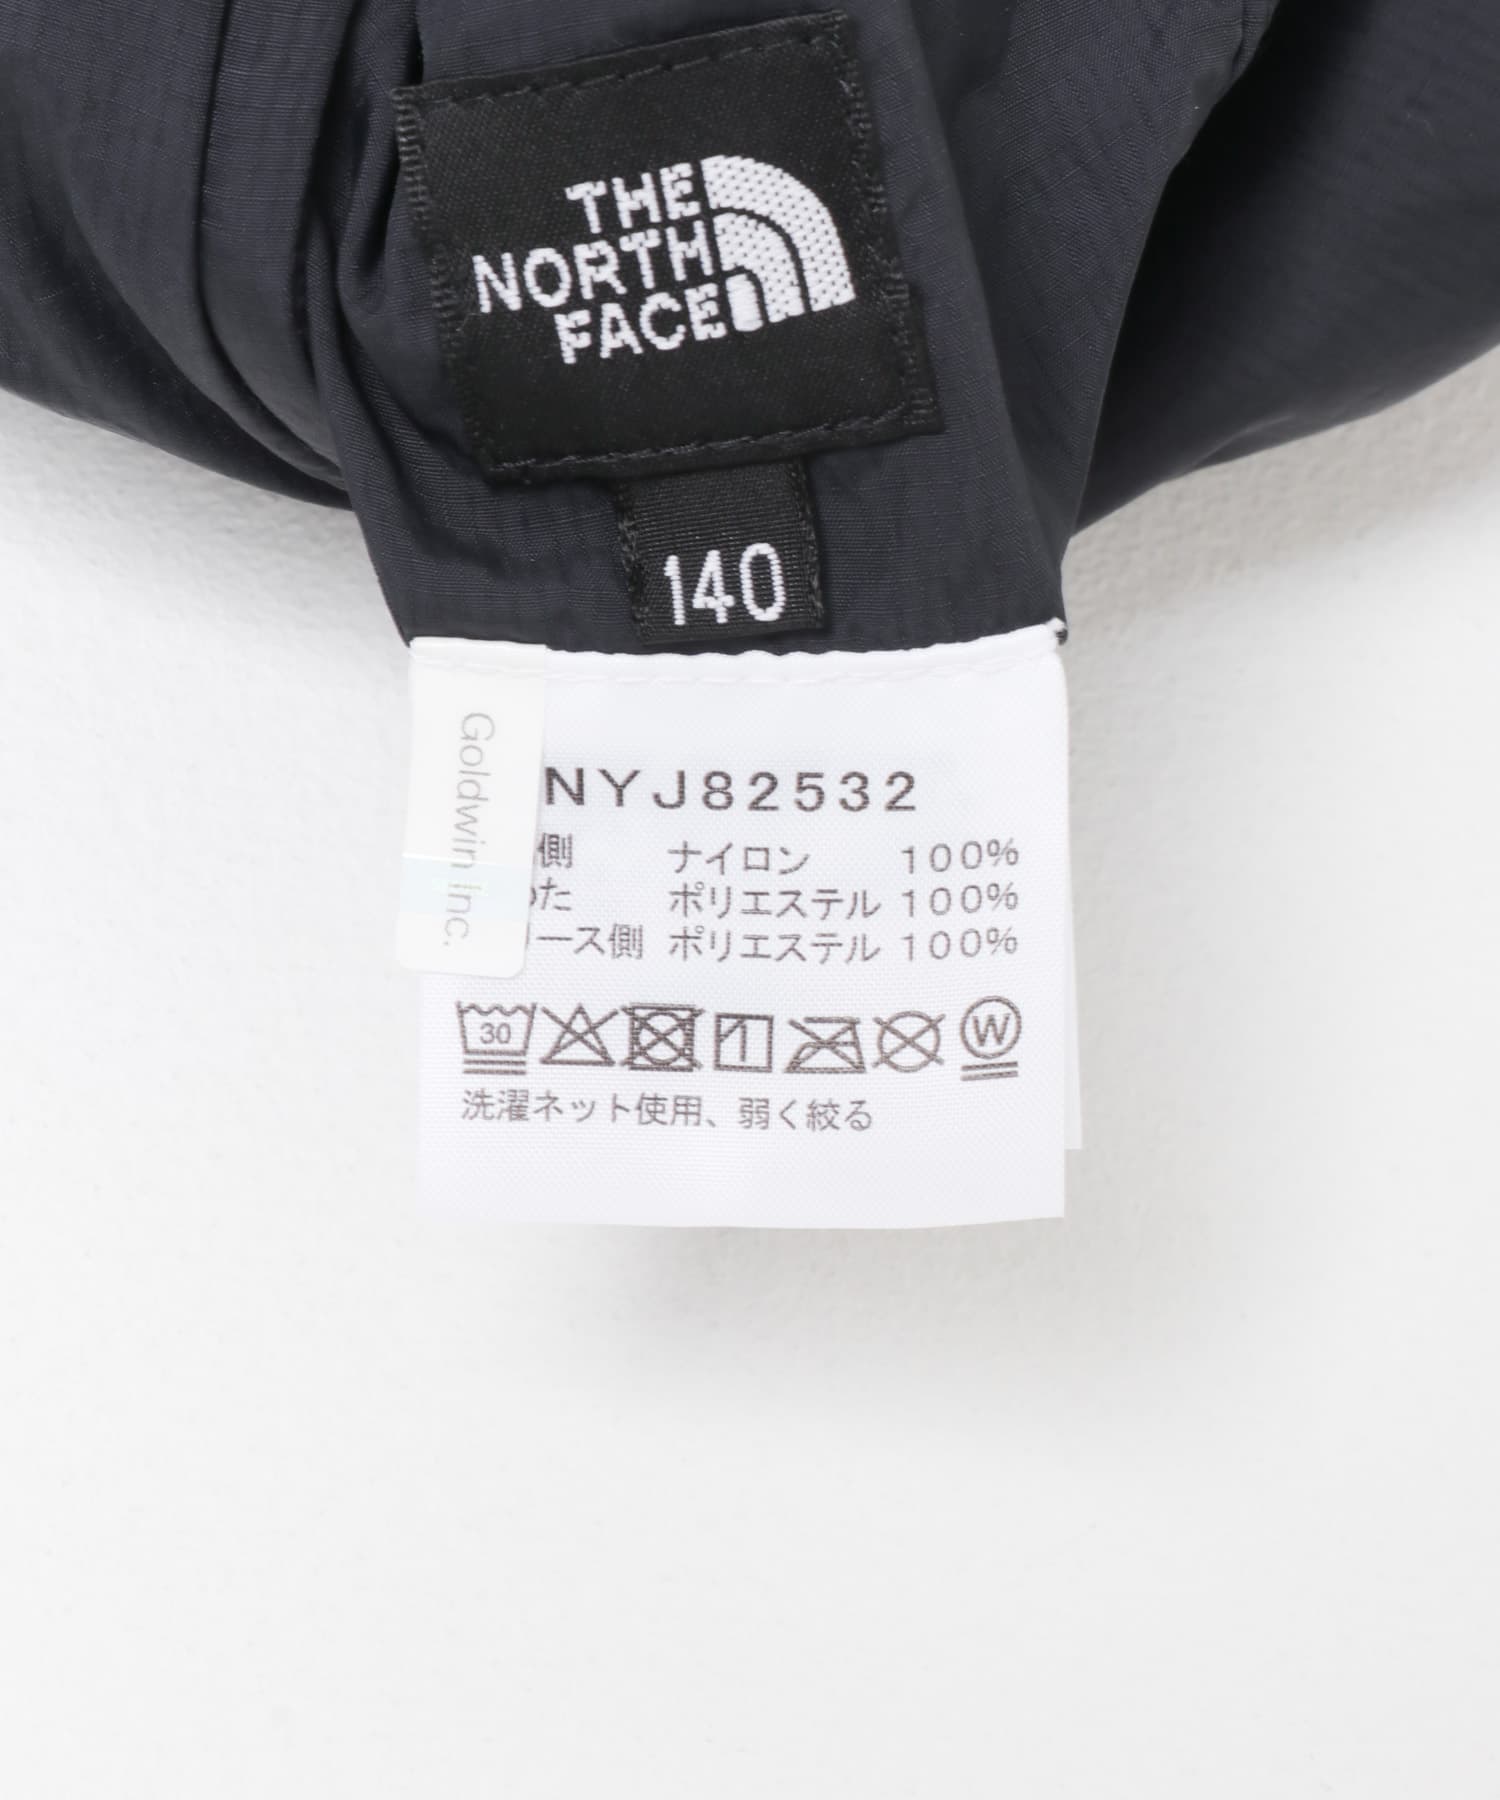 THE
NORTH
FACE
140
Goldwin Inc.
NYJ82532
側 ナイロン 100%
た ポリエステル 100%
ース側 ポリエステル 100%
30 W
洗濯ネット使用、弱く絞る